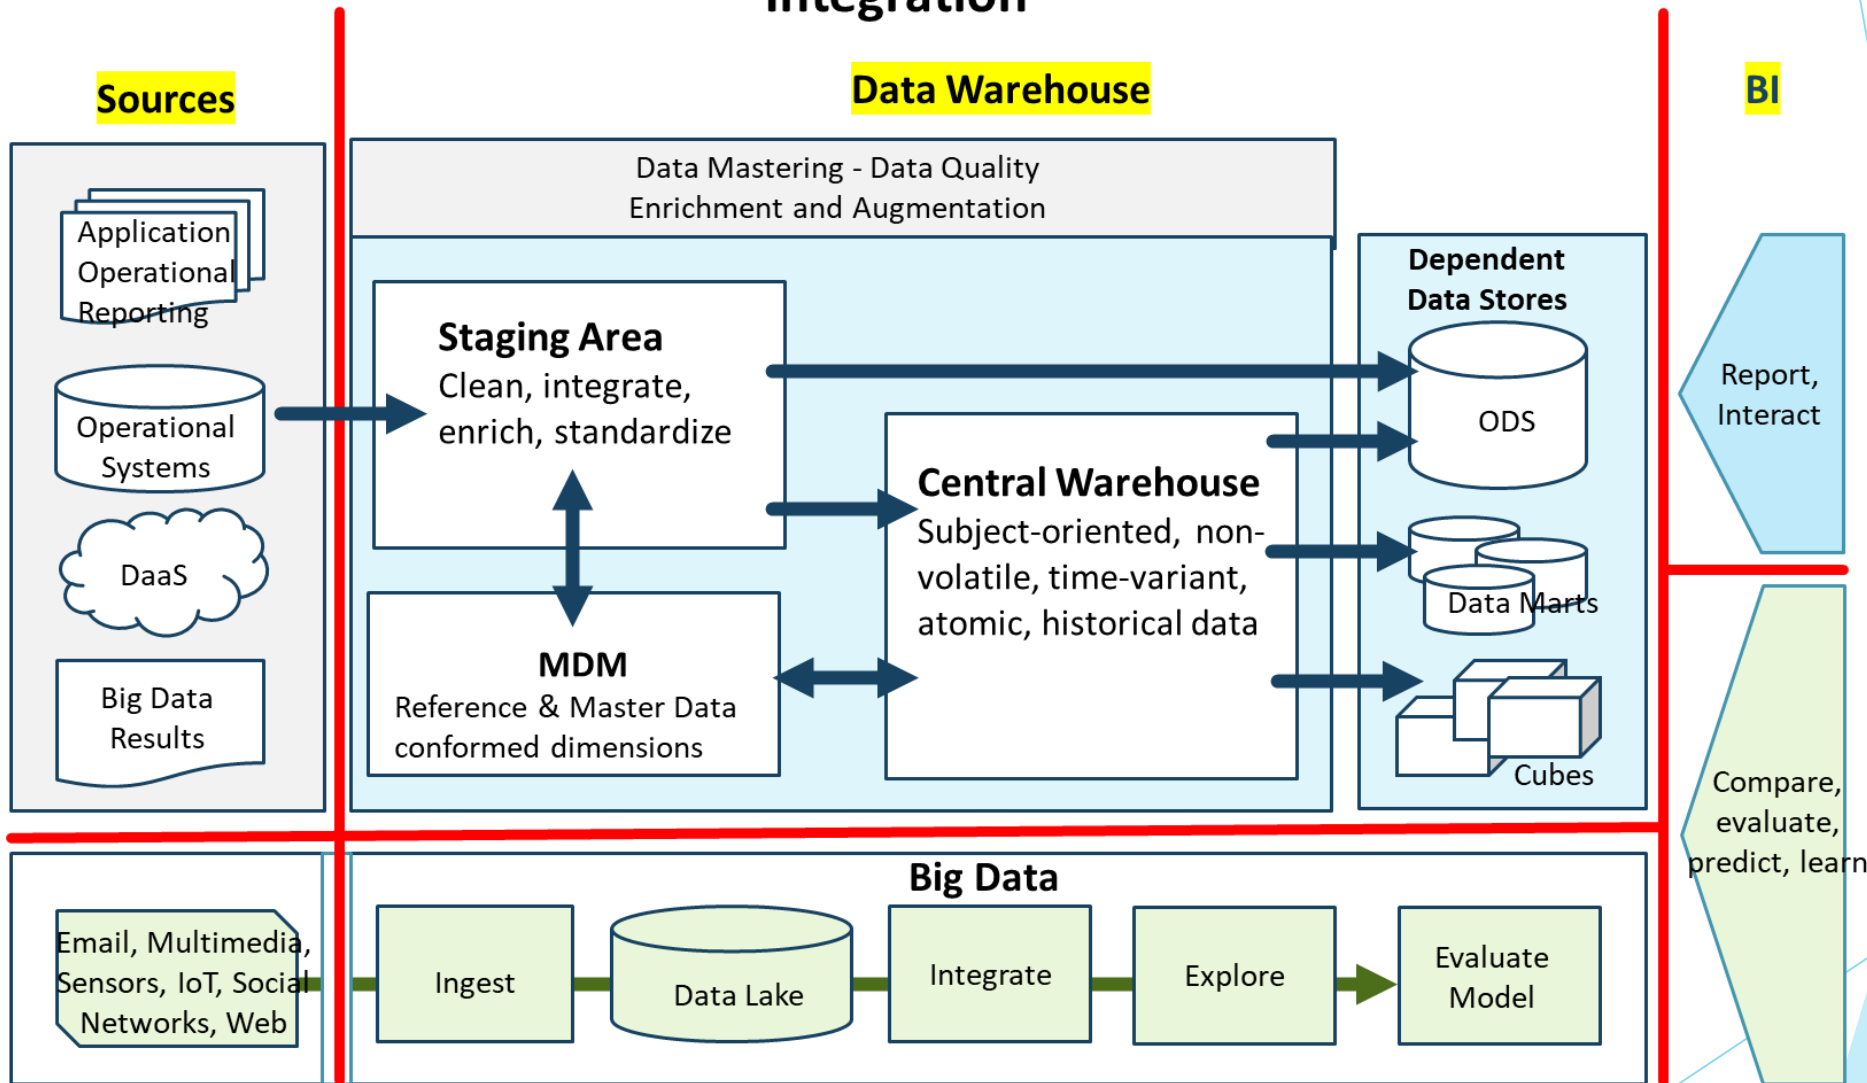 Integration
Sources
Data Warehouse
BI
Application
Operational
Reporting
Operational
Systems
DaaS
Big Data
Results
Data Mastering - Data Quality
Enrichment and Augmentation
Staging Area
Clean, integrate,
enrich, standardize
MDM
Reference & Master Data
conformed dimensions
Central Warehouse
Subject-oriented, non-
volatile, time-variant,
atomic, historical data
Dependent
Data Stores
ODS
Data Marts
Cubes
Report,
Interact
Compare,
evaluate,
predict, learn
Big Data
Email, Multimedia,
Sensors, IoT, Social
Networks, Web
Ingest
Data Lake
Integrate
Explore
Evaluate
Model